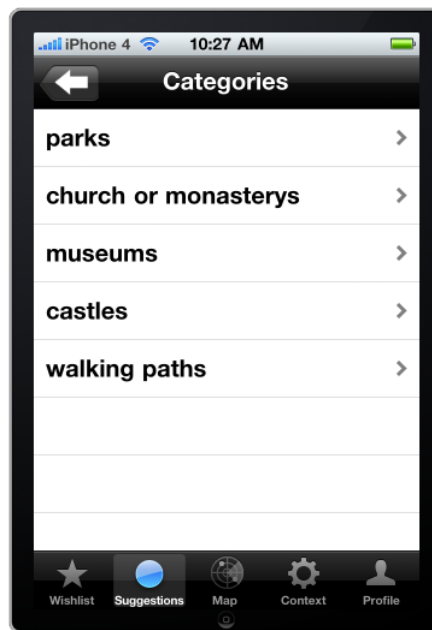 iPhone 4 10:27 AM
Categories
parks
church or monasterys
museums
castles
walking paths
Wishlist Suggestions Map Context Profile